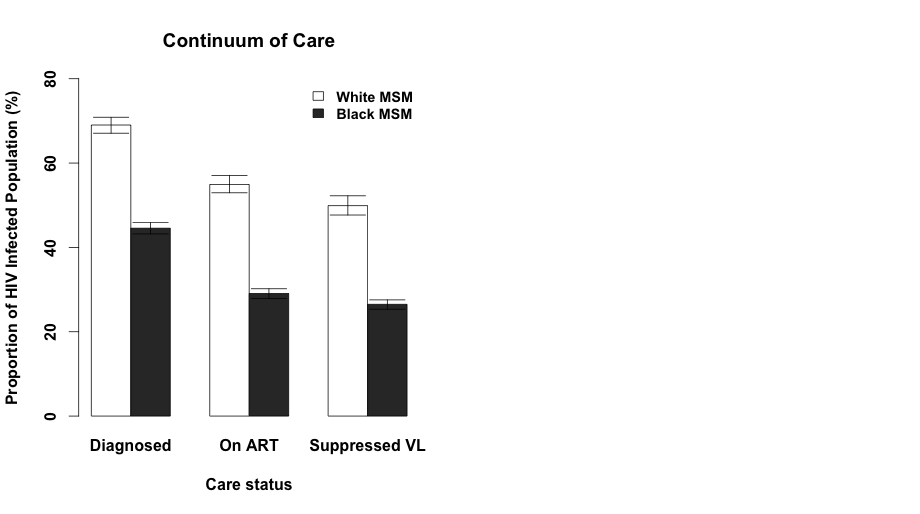 Continuum of Care
White MSM
Black MSM
Proportion of HIV Infected Population (%)
80
60
40
20
0
Diagnosed
On ART
Suppressed VL
Care status